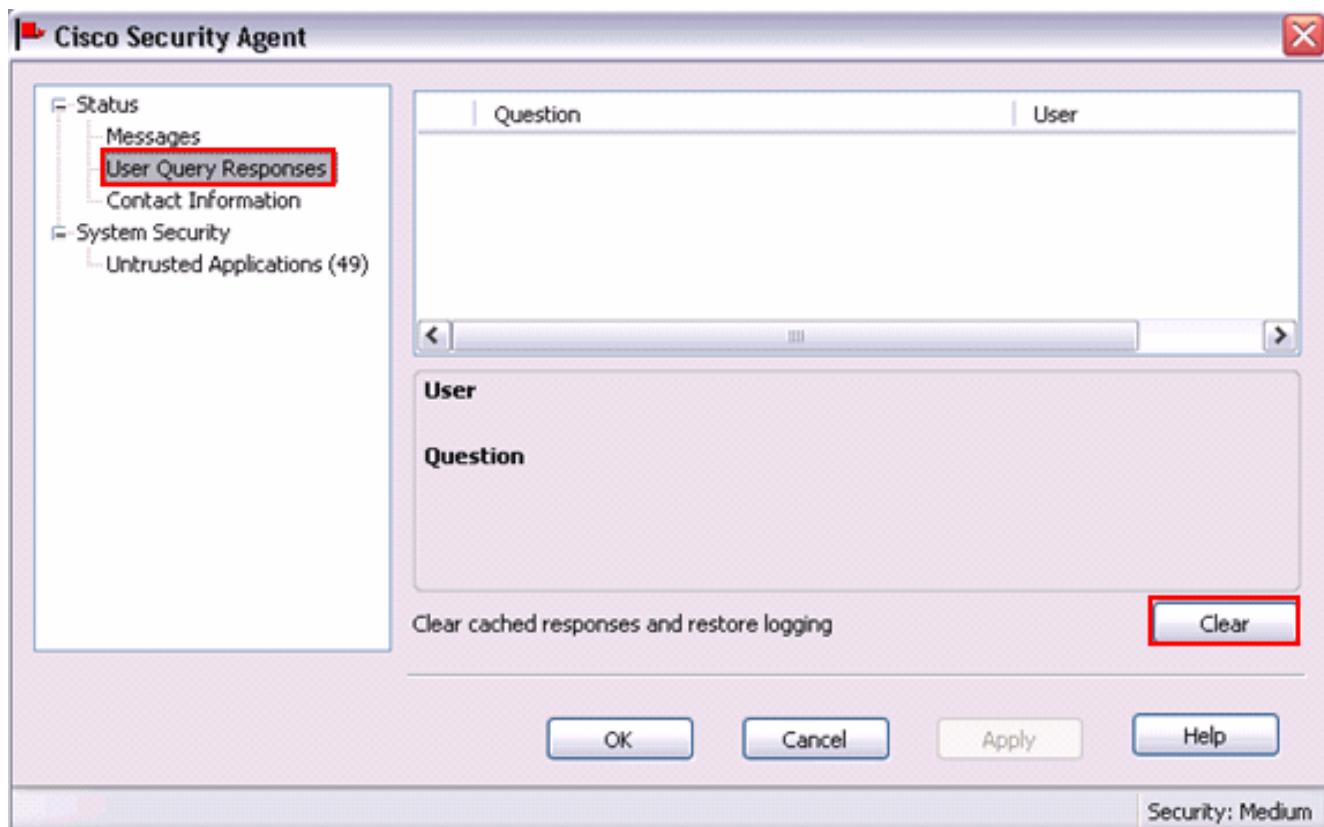 Cisco Security Agent
Status
Messages
User Query Responses
Contact Information
System Security
Untrusted Applications (49)
Question User
User
Question
Clear cached responses and restore logging
Clear
OK Cancel Apply Help
Security: Medium